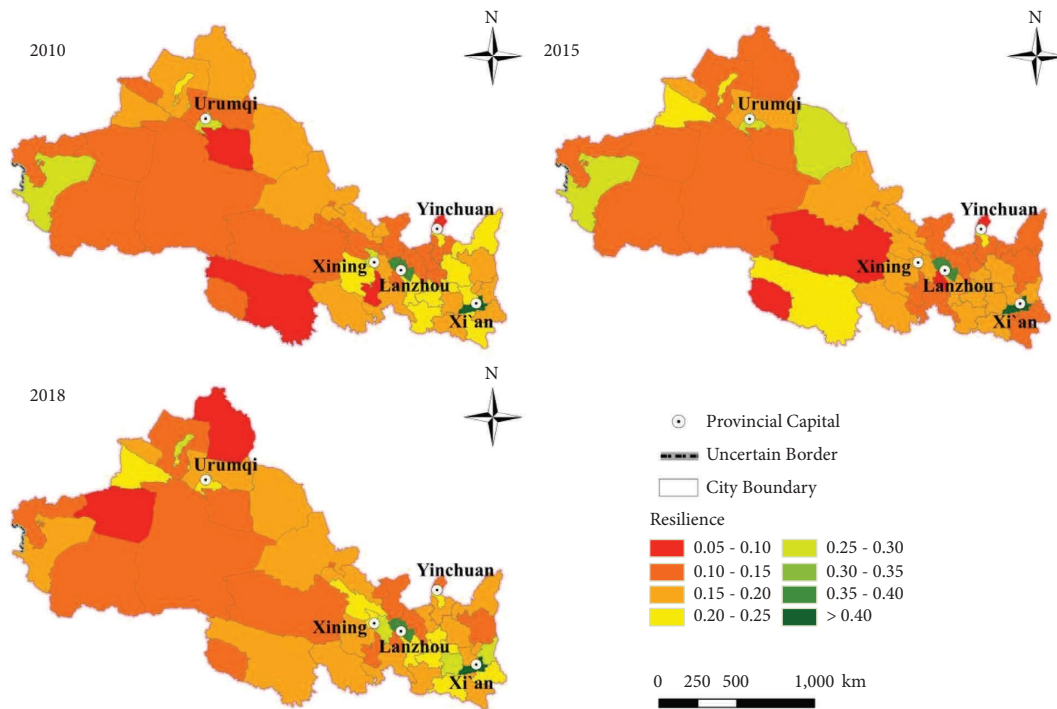 2010
N
Urumqi
Yinchuan
Xining
Lanzhou
Xi`an
2015
N
Urumqi
Yinchuan
Xining
Lanzhou
Xi`an
2018
N
Urumqi
Yinchuan
Xining
Lanzhou
Xi`an
Provincial Capital
Uncertain Border
City Boundary
Resilience
0.05 - 0.10 0.25 - 0.30
0.10 - 0.15 0.30 - 0.35
0.15 - 0.20 0.35 - 0.40
0.20 - 0.25 > 0.40
0 250 500 1,000 km